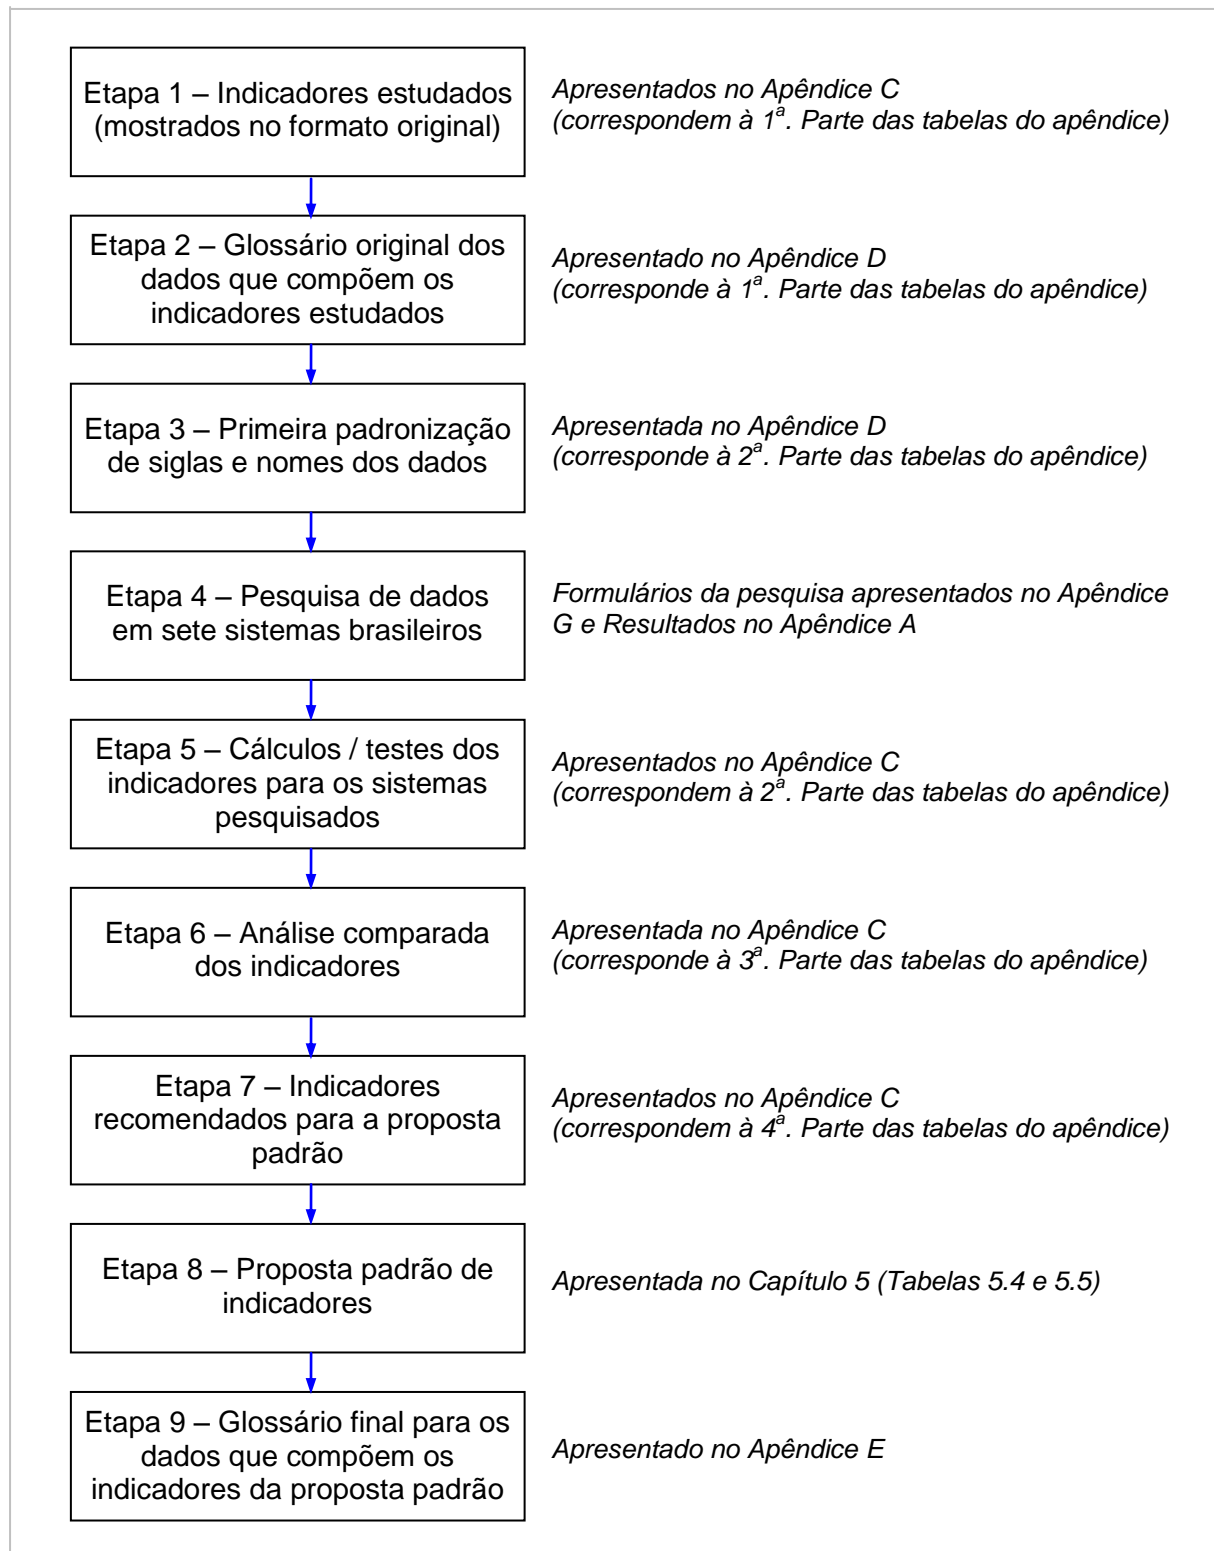 Etapa 1 – Indicadores estudados
(mostrados no formato original)
Apresentados no Apêndice C
(correspondem à 1ª. Parte das tabelas do apêndice)
Etapa 2 – Glossário original dos
dados que compõem os
indicadores estudados
Apresentado no Apêndice D
(corresponde à 1ª. Parte das tabelas do apêndice)
Etapa 3 – Primeira padronização
de siglas e nomes dos dados
Apresentada no Apêndice D
(corresponde à 2ª. Parte das tabelas do apêndice)
Etapa 4 – Pesquisa de dados
em sete sistemas brasileiros
Formulários da pesquisa apresentados no Apêndice
G e Resultados no Apêndice A
Etapa 5 – Cálculos / testes dos
indicadores para os sistemas
pesquisados
Apresentados no Apêndice C
(correspondem à 2ª. Parte das tabelas do apêndice)
Etapa 6 – Análise comparada
dos indicadores
Apresentada no Apêndice C
(corresponde à 3ª. Parte das tabelas do apêndice)
Etapa 7 – Indicadores
recomendados para a proposta
padrão
Apresentados no Apêndice C
(correspondem à 4ª. Parte das tabelas do apêndice)
Etapa 8 – Proposta padrão de
indicadores
Apresentada no Capítulo 5 (Tabelas 5.4 e 5.5)
Etapa 9 – Glossário final para os
dados que compõem os
indicadores da proposta padrão
Apresentado no Apêndice E